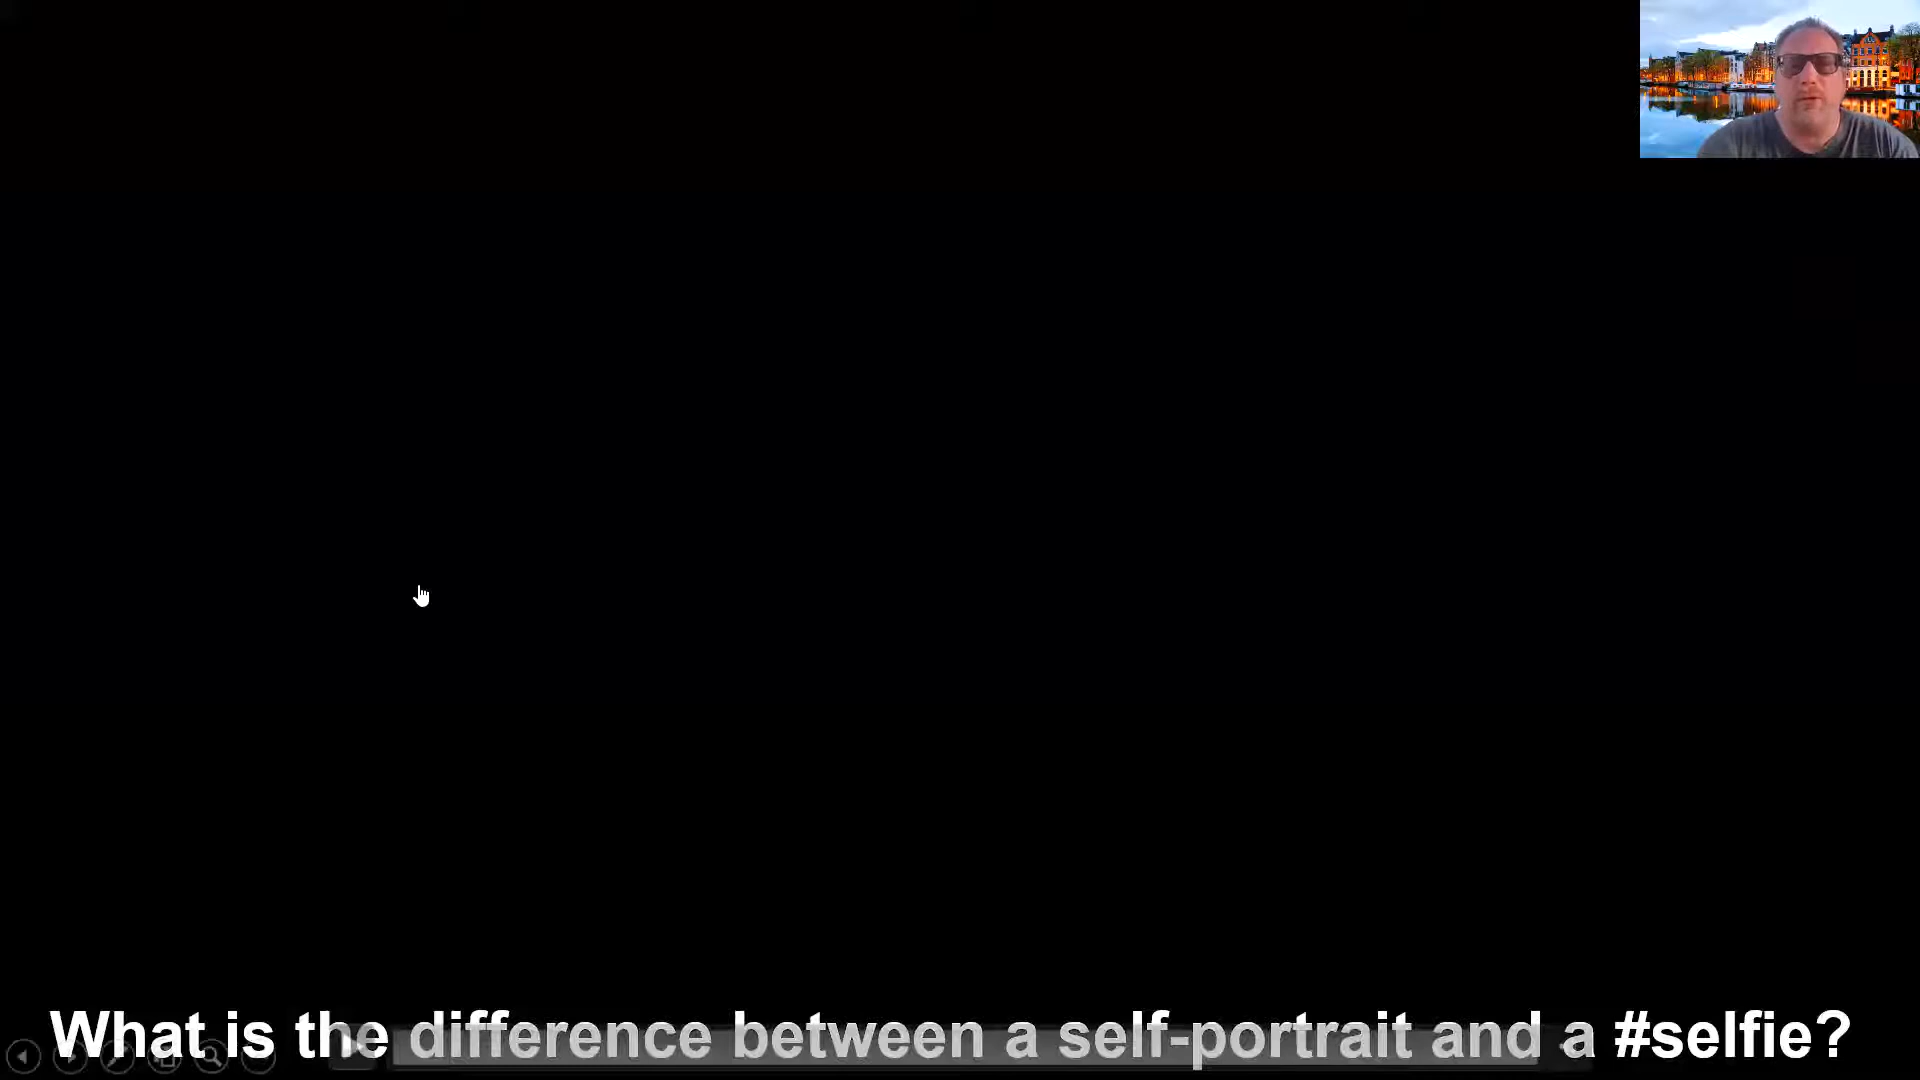 What is the difference between a self-portrait and a #selfie?